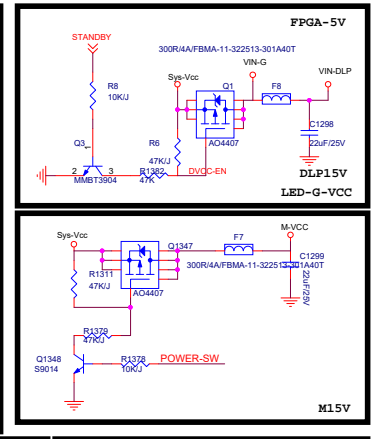 FPGA-5V
STANDBY
300R/4A/FBMA-11-322513-301A40T
VIN-G
R8
10K/J
Sys-Vcc
Q1
F8
VIN-DLP
C1298
Q3
1
R6
47K/J
AO4407
22uF/25V
2
3
R1382
47K
DVCC-EN
MMBT3904
DLP15V
LED-G-VCC
Sys-Vcc
M-VCC
Q1347
F7
R1311
47K/J
300R/4A/FBMA-11-322513-301A40T
C1299
22uF/25V
AO4407
R1379
47K/J
Q1348
S9014
R1378
10K/J
POWER-SW
M15V